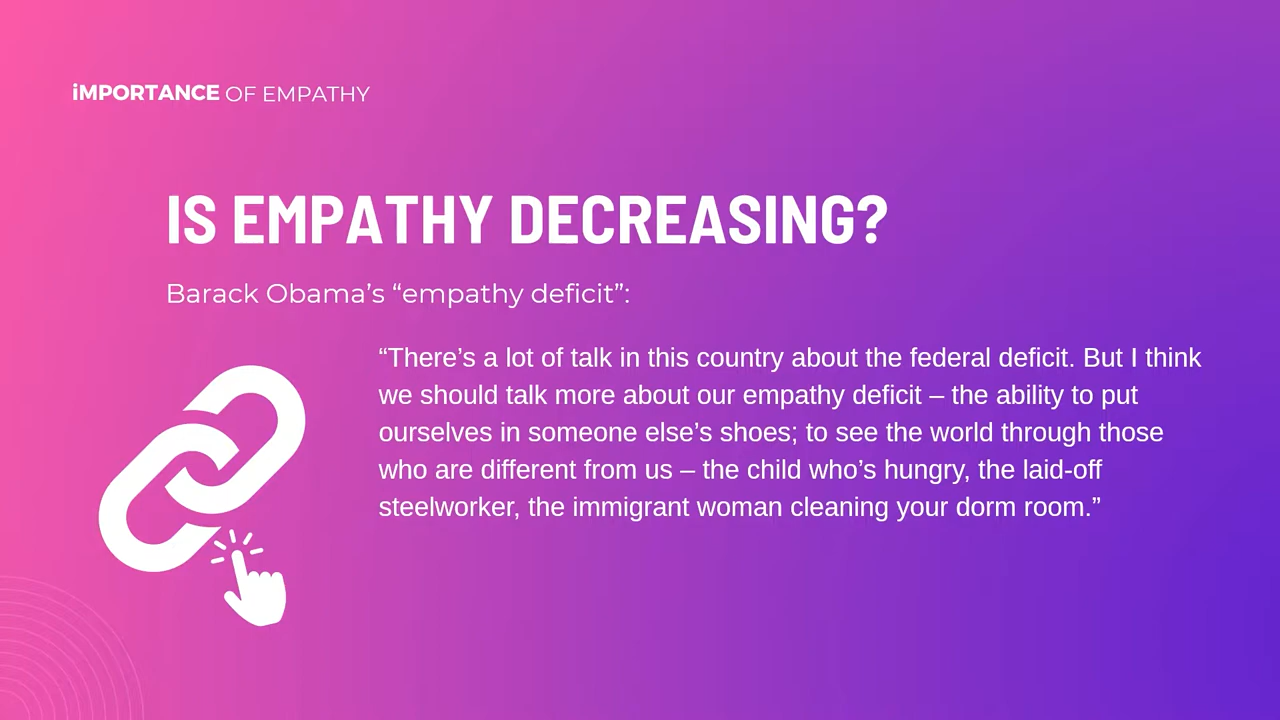 iMPORTANCE OF EMPATHY
IS EMPATHY DECREASING?
Barack Obama’s “empathy deficit”:
“There’s a lot of talk in this country about the federal deficit. But I think
we should talk more about our empathy deficit – the ability to put
ourselves in someone else’s shoes; to see the world through those
who are different from us – the child who’s hungry, the laid-off
steelworker, the immigrant woman cleaning your dorm room.”